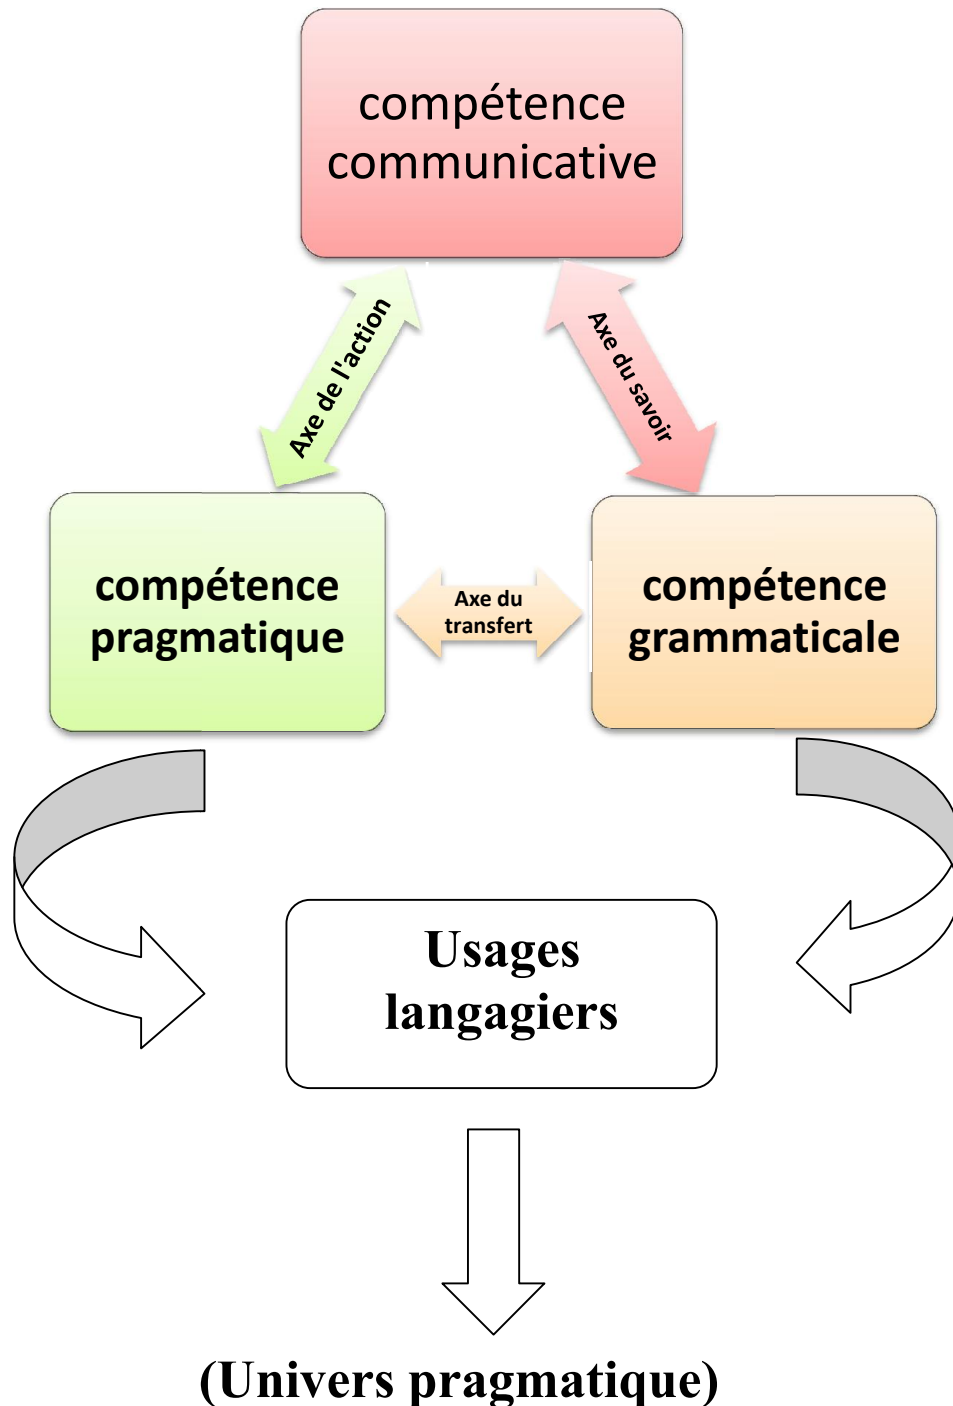 compétence
communicative
Axe de l'action
Axe du savoir
compétence
pragmatique
Axe du
transfert
compétence
grammaticale
Usages
langagiers
(Univers pragmatique)